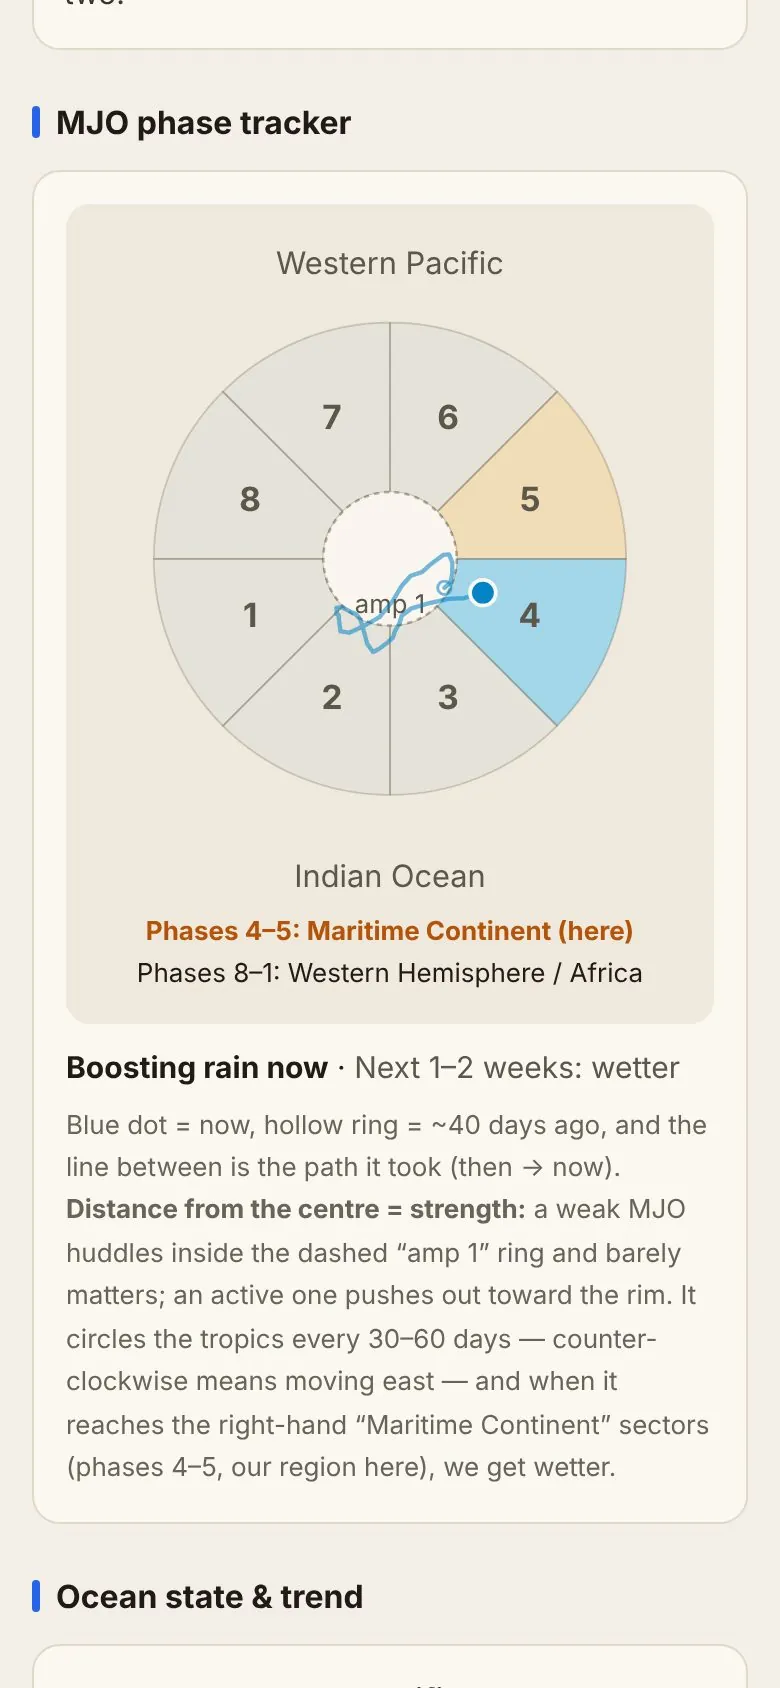 two.
MJO phase tracker
Western Pacific
7
6
8
5
amp 1
1
4
2
3
Indian Ocean
Phases 4–5: Maritime Continent (here)
Phases 8–1: Western Hemisphere / Africa
Boosting rain now · Next 1–2 weeks: wetter
Blue dot = now, hollow ring = ~40 days ago, and the
line between is the path it took (then → now).
Distance from the centre = strength: a weak MJO
huddles inside the dashed “amp 1” ring and barely
matters; an active one pushes out toward the rim. It
circles the tropics every 30–60 days — counter-
clockwise means moving east — and when it
reaches the right-hand “Maritime Continent” sectors
(phases 4–5, our region here), we get wetter.
Ocean state & trend